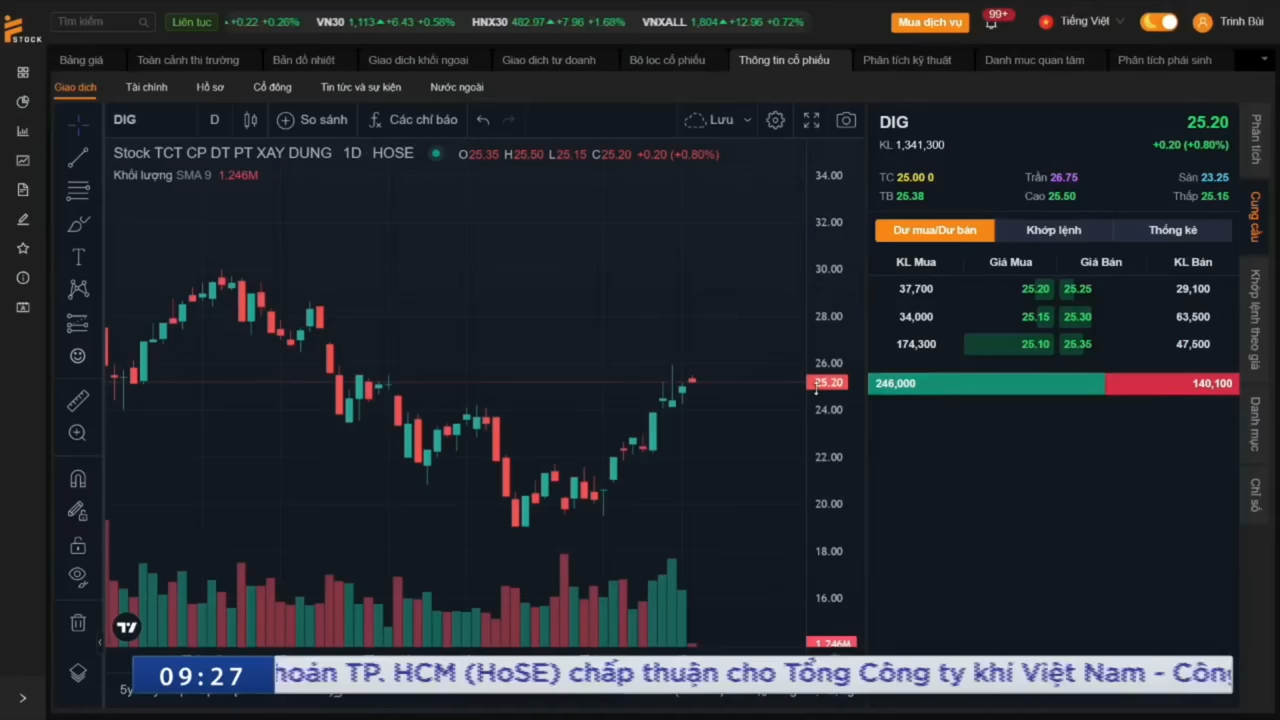 STOCK
Tìm kiếm
Liên tục
+0.22 +0.26% VN30 1,113 +6.43 +0.58% HNX30 482.97 +7.96 +1.68% VNXALL 1,804 +12.96 +0.72%
Mua dịch vụ
99+
Tiếng Việt
Trinh Bùi
Bảng giá Toàn cảnh thị trường Bản đồ nhiệt Giao dịch khối ngoại Giao dịch tự doanh Bộ lọc cổ phiếu Thông tin cổ phiếu Phân tích kỹ thuật Danh mục quan tâm Phân tích phái sinh
Giao dịch Tài chính Hồ sơ Cổ đông Tin tức và sự kiện Nước ngoài
DIG D So sánh Các chỉ báo Lưu
Stock TCT CP DT PT XAY DUNG 1D HOSE O25.35 H25.50 L25.15 C25.20 +0.20 (+0.80%)
Khối lượng SMA 9 1.246M
34.00
32.00
30.00
28.00
26.00
25.20
24.00
22.00
20.00
18.00
16.00
1.246M
DIG 25.20
KL 1,341,300 +0.20 (+0.80%)
TC 25.00 0 Trần 26.75 Sàn 23.25
TB 25.38 Cao 25.50 Thấp 25.15
Dư mua/Dư bán Khớp lệnh Thống kê
KL Mua Giá Mua Giá Bán KL Bán
37,700 25.20 25.25 29,100
34,000 25.15 25.30 63,500
174,300 25.10 25.35 47,500
246,000 140,100
Phân tích
Cung cầu
Khớp lệnh theo giá
Danh mục
Chỉ số
09:27 hoán TP. HCM (HoSE) chấp thuận cho Tổng Công ty khí Việt Nam - Côn
5y